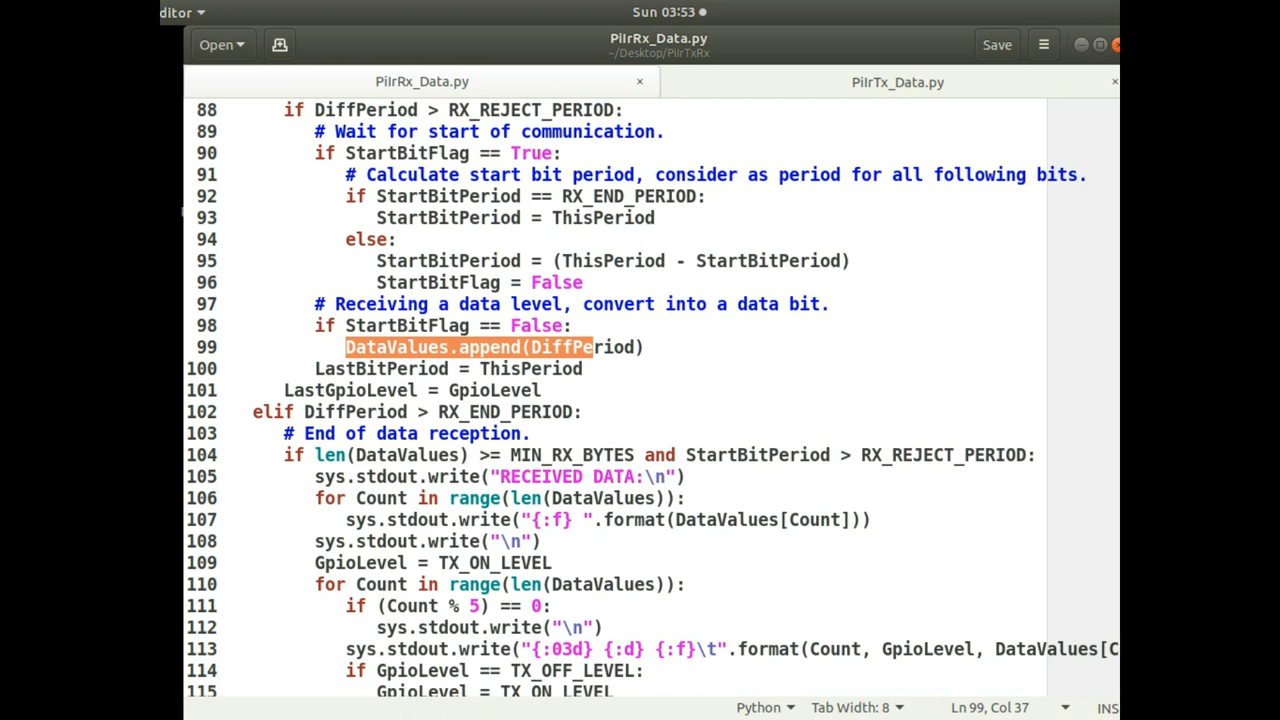 ditor
Sun 03:53
Open
PiIrRx_Data.py
~/Desktop/PiIrTxRx
Save
PiIrRx_Data.py ×
PiIrTx_Data.py ×
88 if DiffPeriod > RX_REJECT_PERIOD:
89 # Wait for start of communication.
90 if StartBitFlag == True:
91 # Calculate start bit period, consider as period for all following bits.
92 if StartBitPeriod == RX_END_PERIOD:
93 StartBitPeriod = ThisPeriod
94 else:
95 StartBitPeriod = (ThisPeriod - StartBitPeriod)
96 StartBitFlag = False
97 # Receiving a data level, convert into a data bit.
98 if StartBitFlag == False:
99 DataValues.append(DiffPeriod)
100 LastBitPeriod = ThisPeriod
101 LastGpioLevel = GpioLevel
102 elif DiffPeriod > RX_END_PERIOD:
103 # End of data reception.
104 if len(DataValues) >= MIN_RX_BYTES and StartBitPeriod > RX_REJECT_PERIOD:
105 sys.stdout.write("RECEIVED DATA:\n")
106 for Count in range(len(DataValues)):
107 sys.stdout.write("{:f} ".format(DataValues[Count]))
108 sys.stdout.write("\n")
109 GpioLevel = TX_ON_LEVEL
110 for Count in range(len(DataValues)):
111 if (Count % 5) == 0:
112 sys.stdout.write("\n")
113 sys.stdout.write("{:03d} {:d} {:f}\t".format(Count, GpioLevel, DataValues[C
114 if GpioLevel == TX_OFF_LEVEL:
115 GpioLevel = TX_ON_LEVEL
Python
Tab Width: 8
Ln 99, Col 37
INS